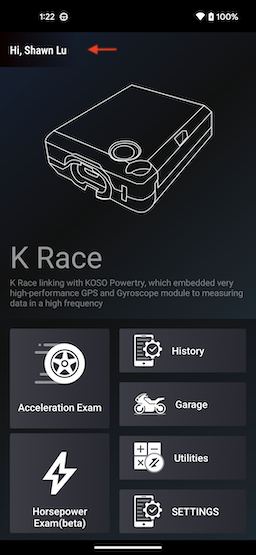 1:22
100%
Hi, Shawn Lu
K Race
K Race linking with KOSO Powertry, which embedded very
high-performance GPS and Gyroscope module to measuring
data in a high frequency
Acceleration Exam
History
Garage
Horsepower
Exam(beta)
Utilities
SETTINGS